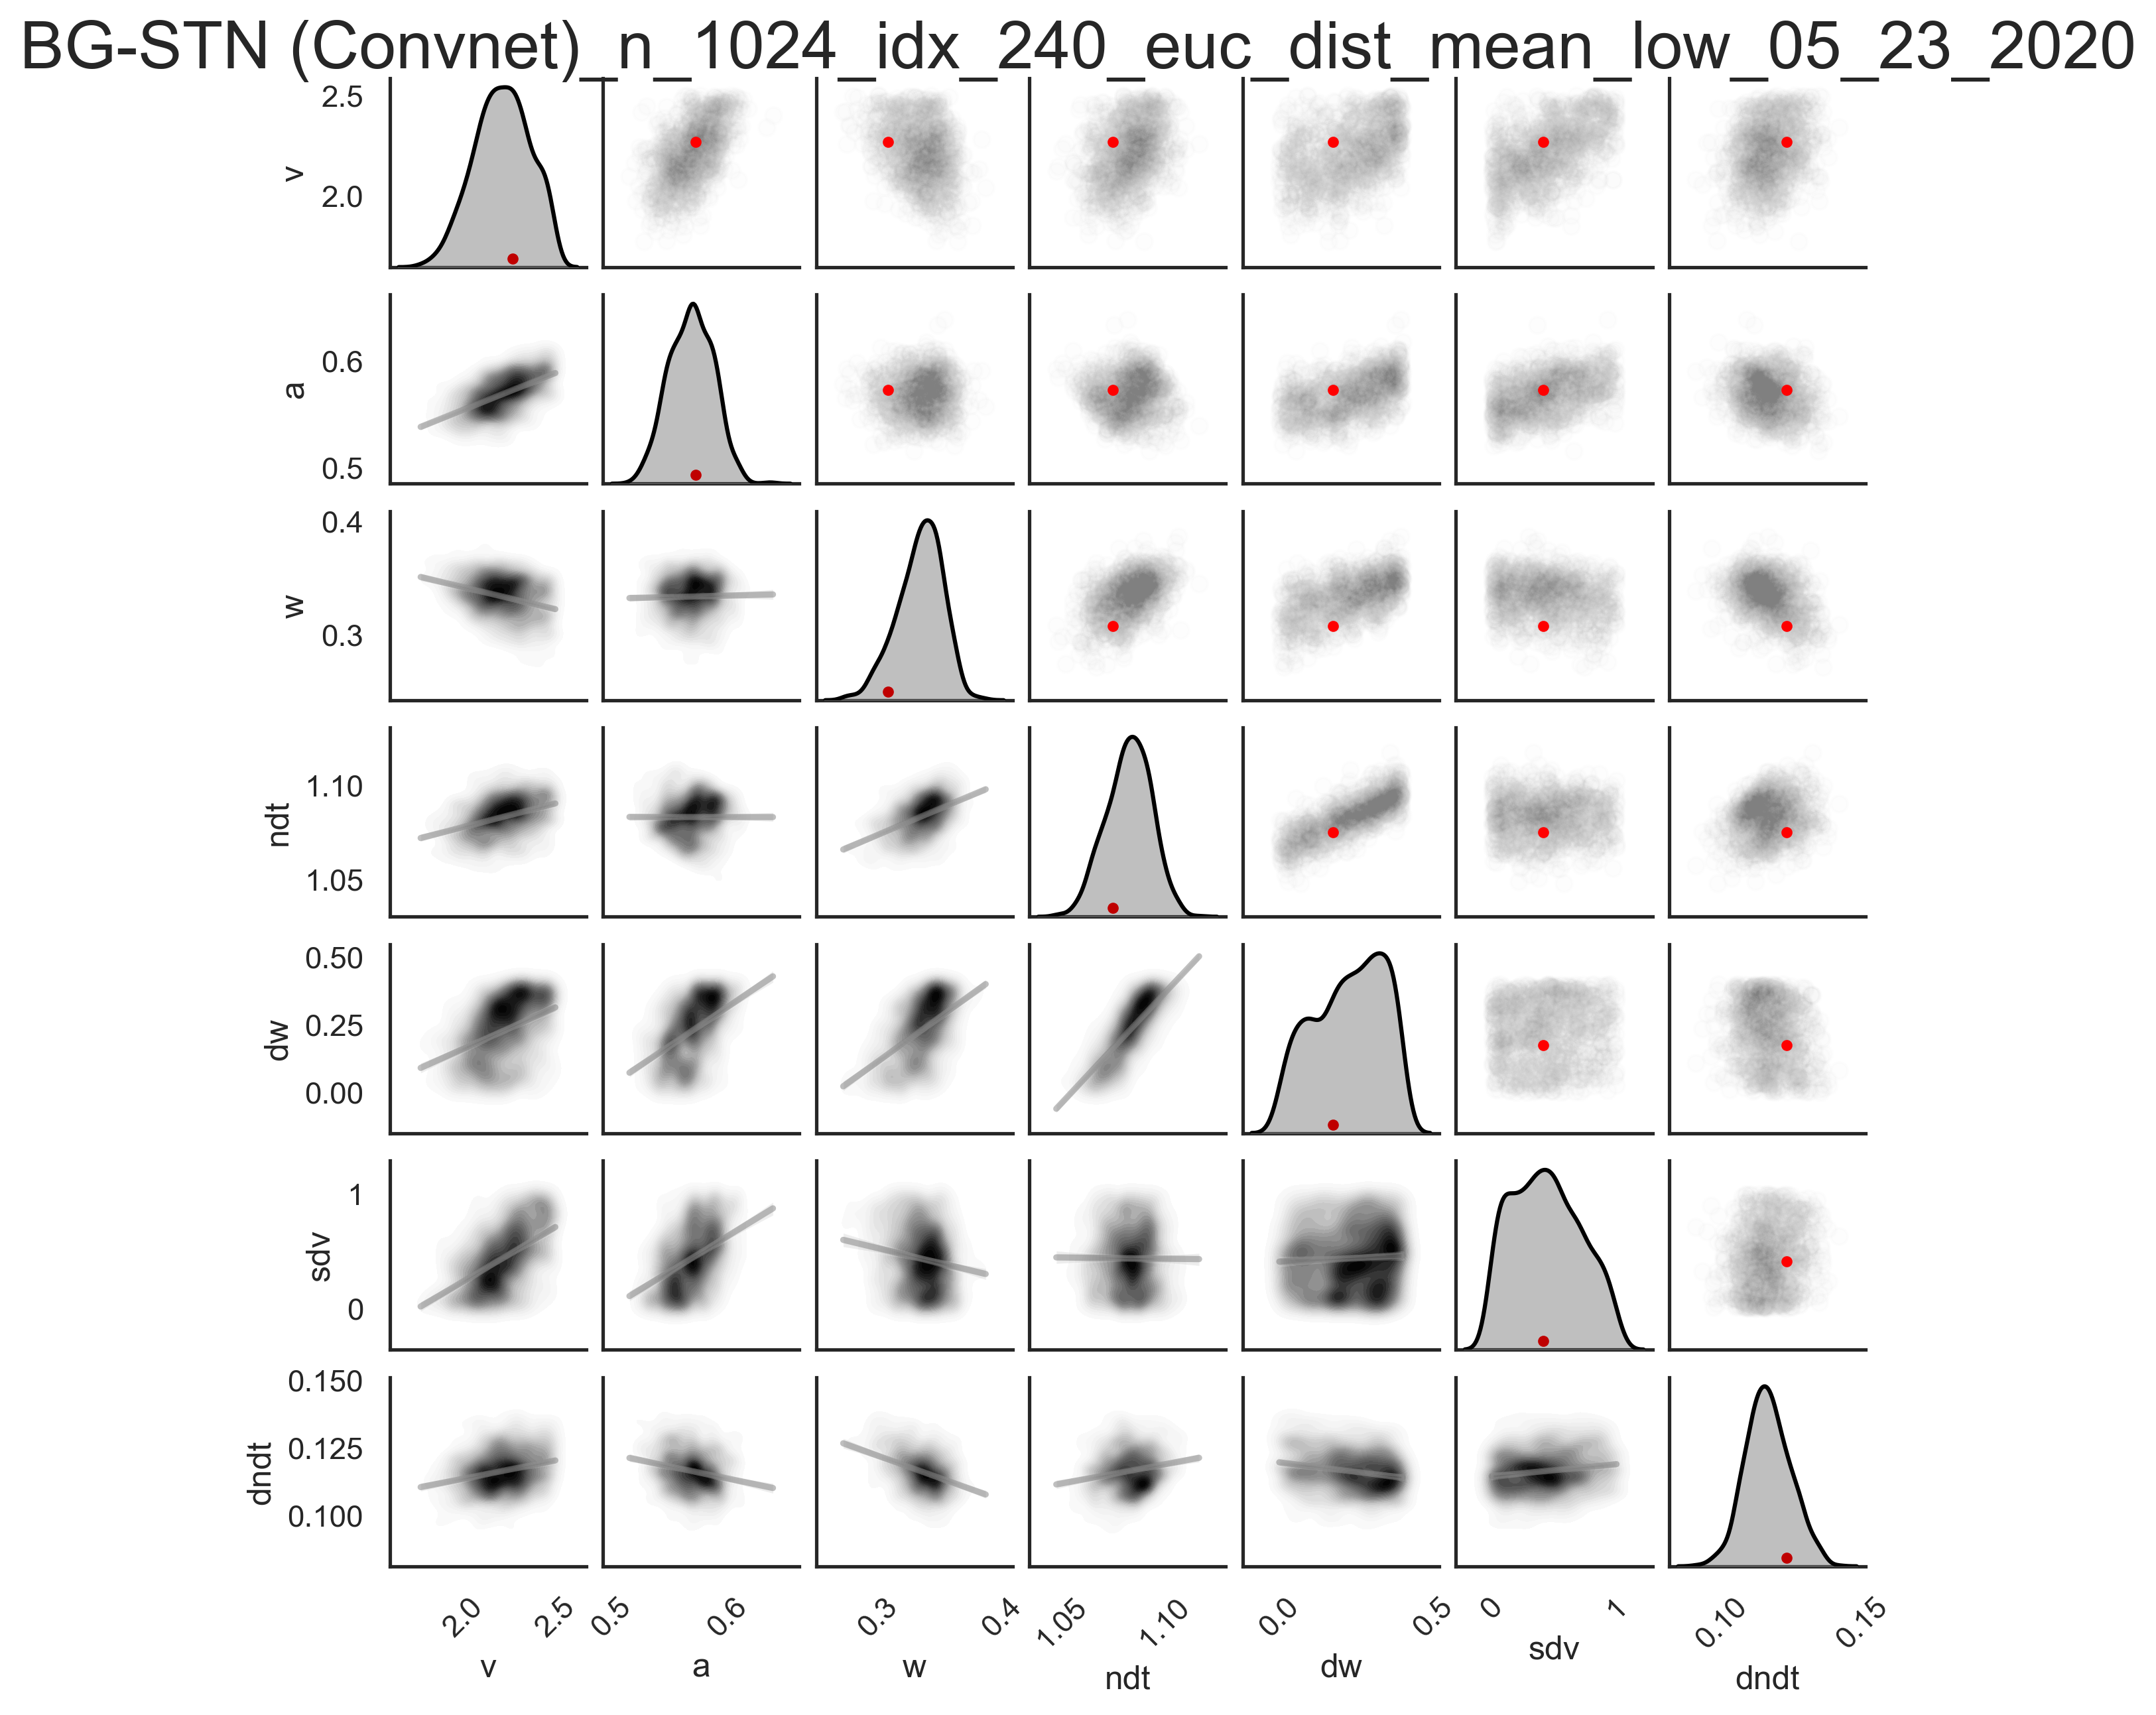 BG-STN (Convnet)_n_1024_idx_240_euc_dist_mean_low_05_23_2020
2.5
v
2.0
0.6
a
0.5
0.4
w
0.3
1.10
ndt
1.05
0.50
dw
0.25
0.00
1
sdv
0
0.150
dndt
0.125
0.100
2.0 2.5 0.5 0.6 0.3 0.4 1.05 1.10 0.0 0.5 0 1 0.10 0.15
v a w ndt dw sdv dndt